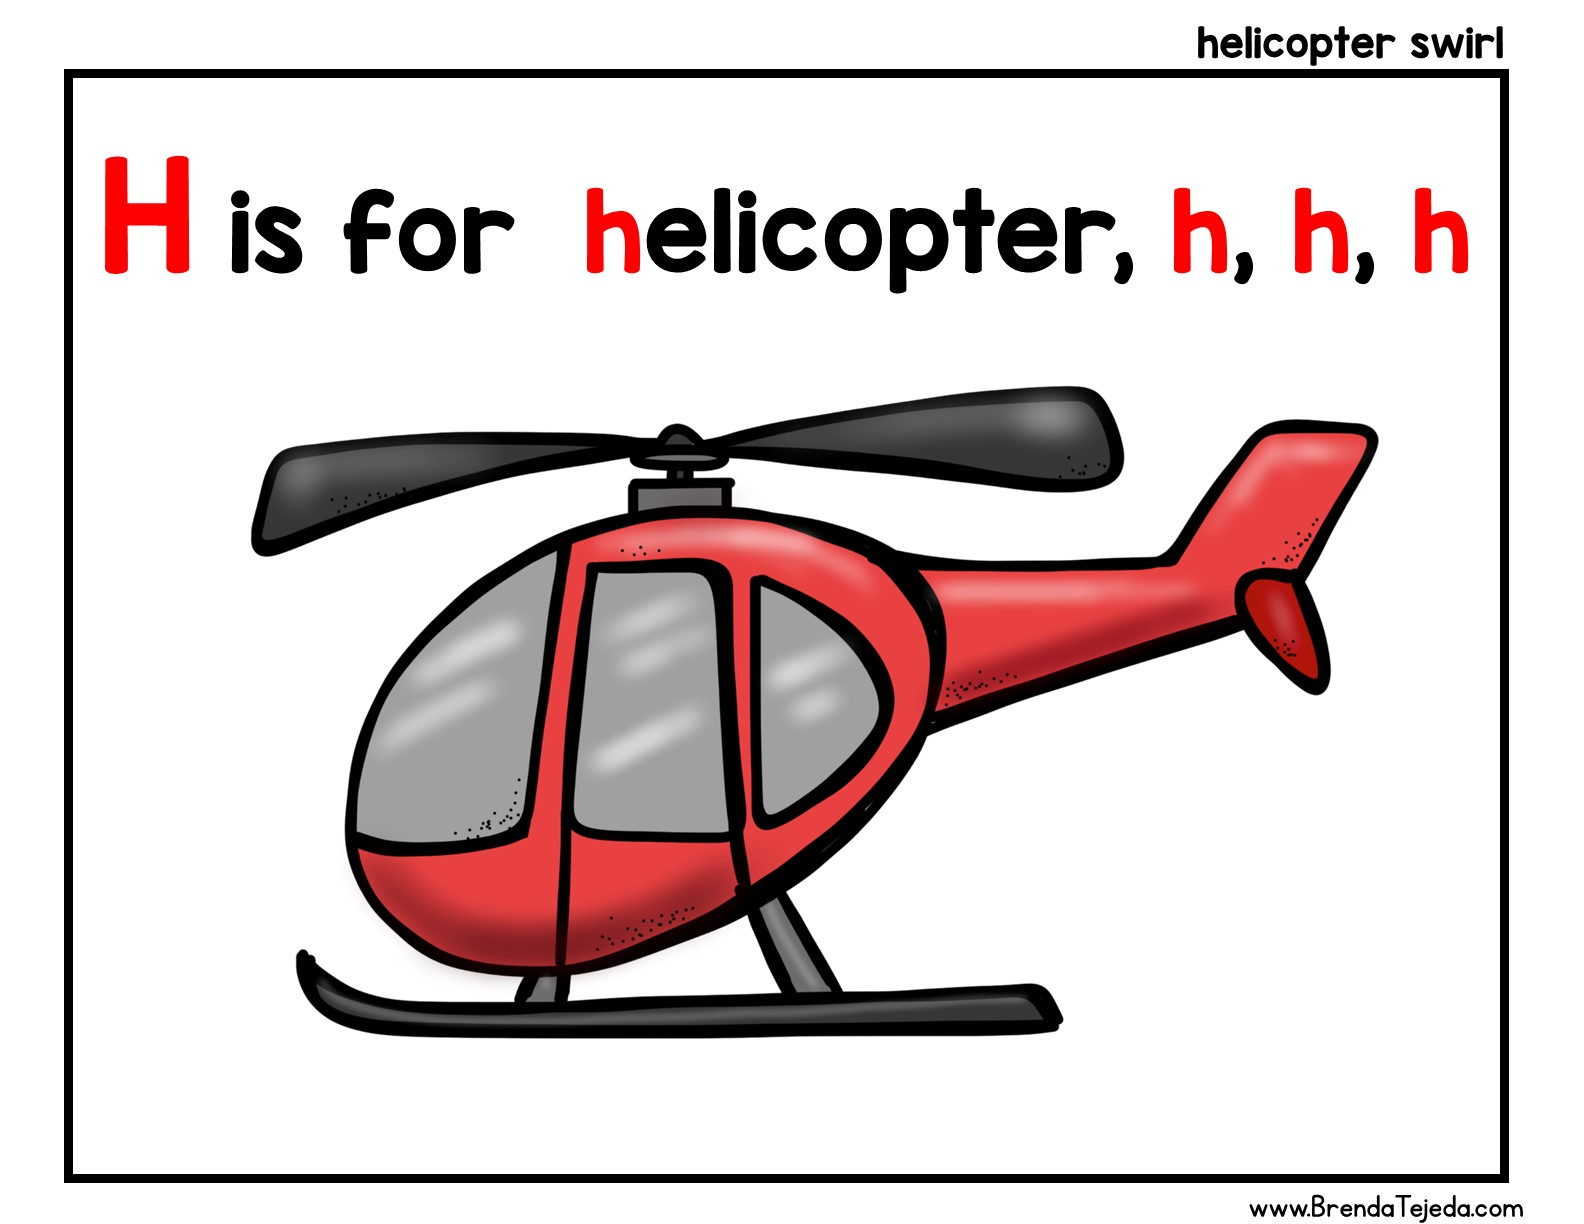 helicopter swirl
H is for helicopter, h, h, h
www.BrendaTejeda.com